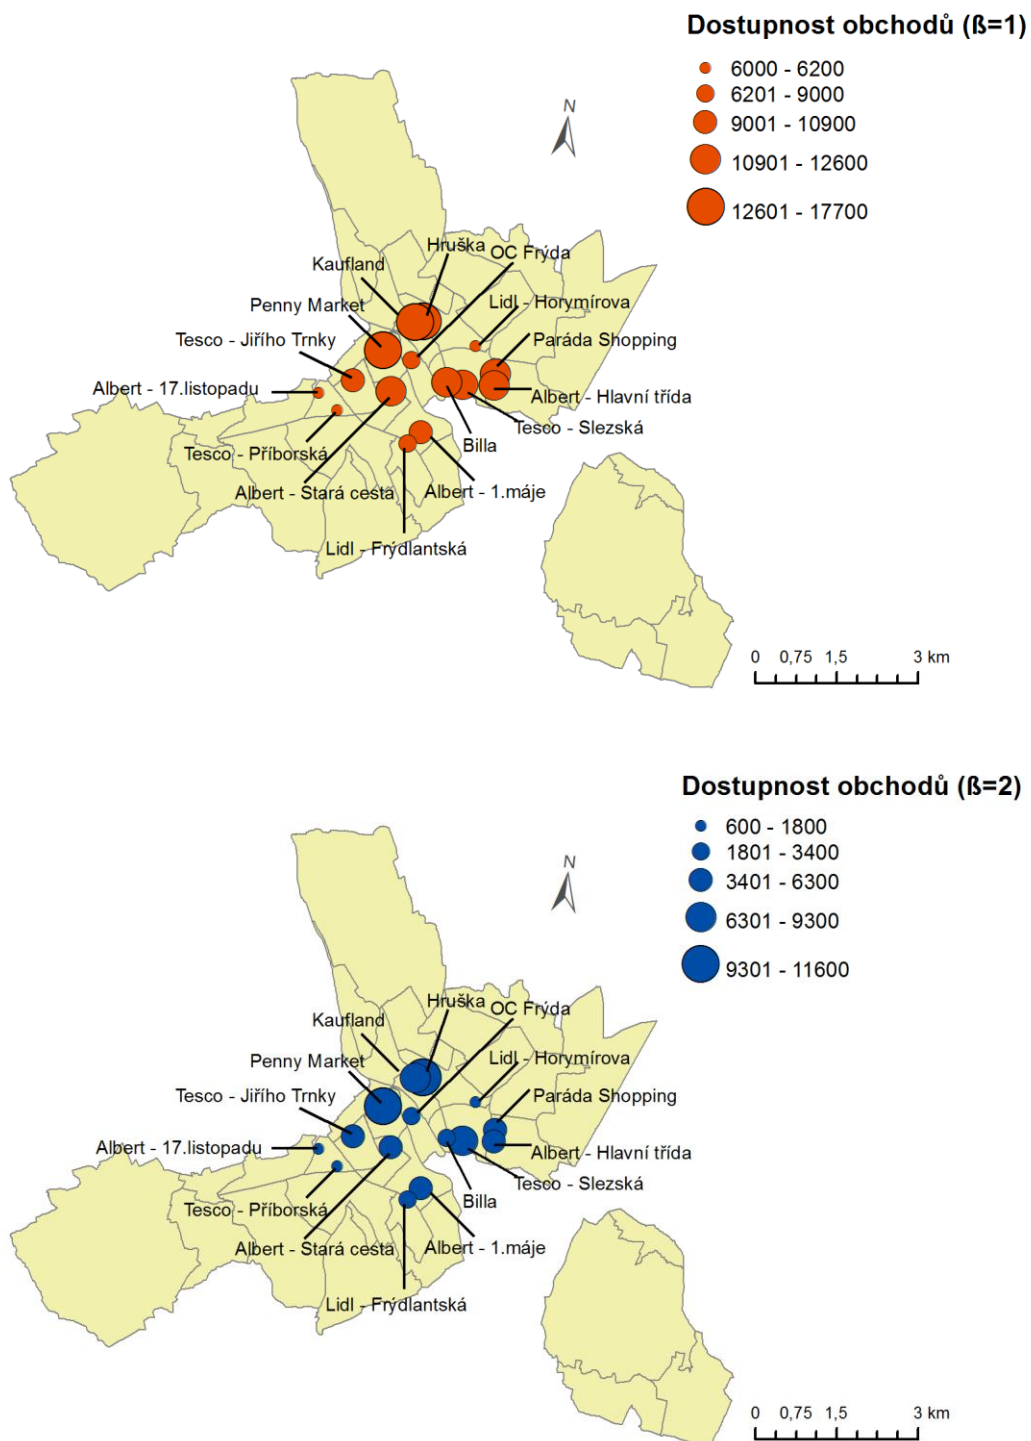 Dostupnost obchodů (ß=1)
6000 - 6200
6201 - 9000
9001 - 10900
10901 - 12600
12601 - 17700
N
Hruška
OC Frýda
Kaufland
Lidl - Horymírova
Penny Market
Tesco - Jiřího Trnky
Paráda Shopping
Albert - 17.listopadu
Albert - Hlavní třída
Tesco - Slezská
Billa
Tesco - Příborská
Albert - Stará cesta
Albert - 1.máje
Lidl - Frýdlantská
0 0,75 1,5 3 km
Dostupnost obchodů (ß=2)
600 - 1800
1801 - 3400
3401 - 6300
6301 - 9300
9301 - 11600
N
Hruška
OC Frýda
Kaufland
Lidl - Horymírova
Penny Market
Tesco - Jiřího Trnky
Paráda Shopping
Albert - 17.listopadu
Albert - Hlavní třída
Tesco - Slezská
Billa
Tesco - Příborská
Albert - Stará cesta
Albert - 1.máje
Lidl - Frýdlantská
0 0,75 1,5 3 km